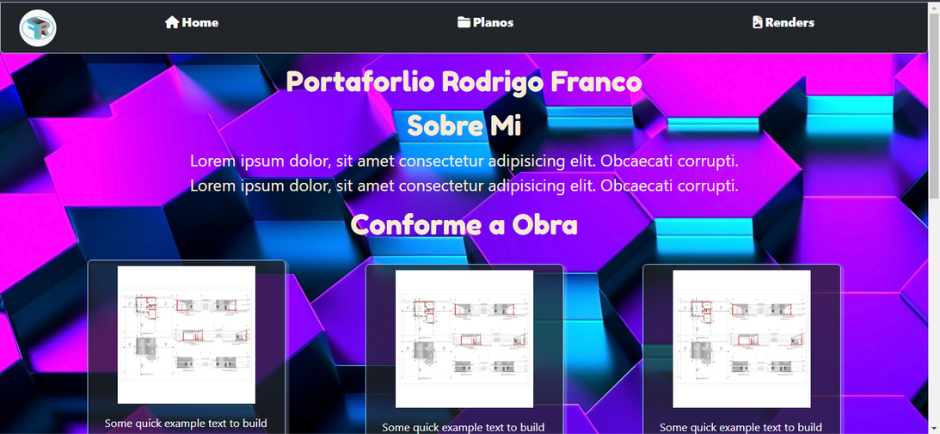 Home
Planos
Renders
Portaforlio Rodrigo Franco
Sobre Mi
Lorem ipsum dolor, sit amet consectetur adipisicing elit. Obcaecati corrupti.
Lorem ipsum dolor, sit amet consectetur adipisicing elit. Obcaecati corrupti.
Conforme a Obra
Some quick example text to build
Some quick example text to build
Some quick example text to build